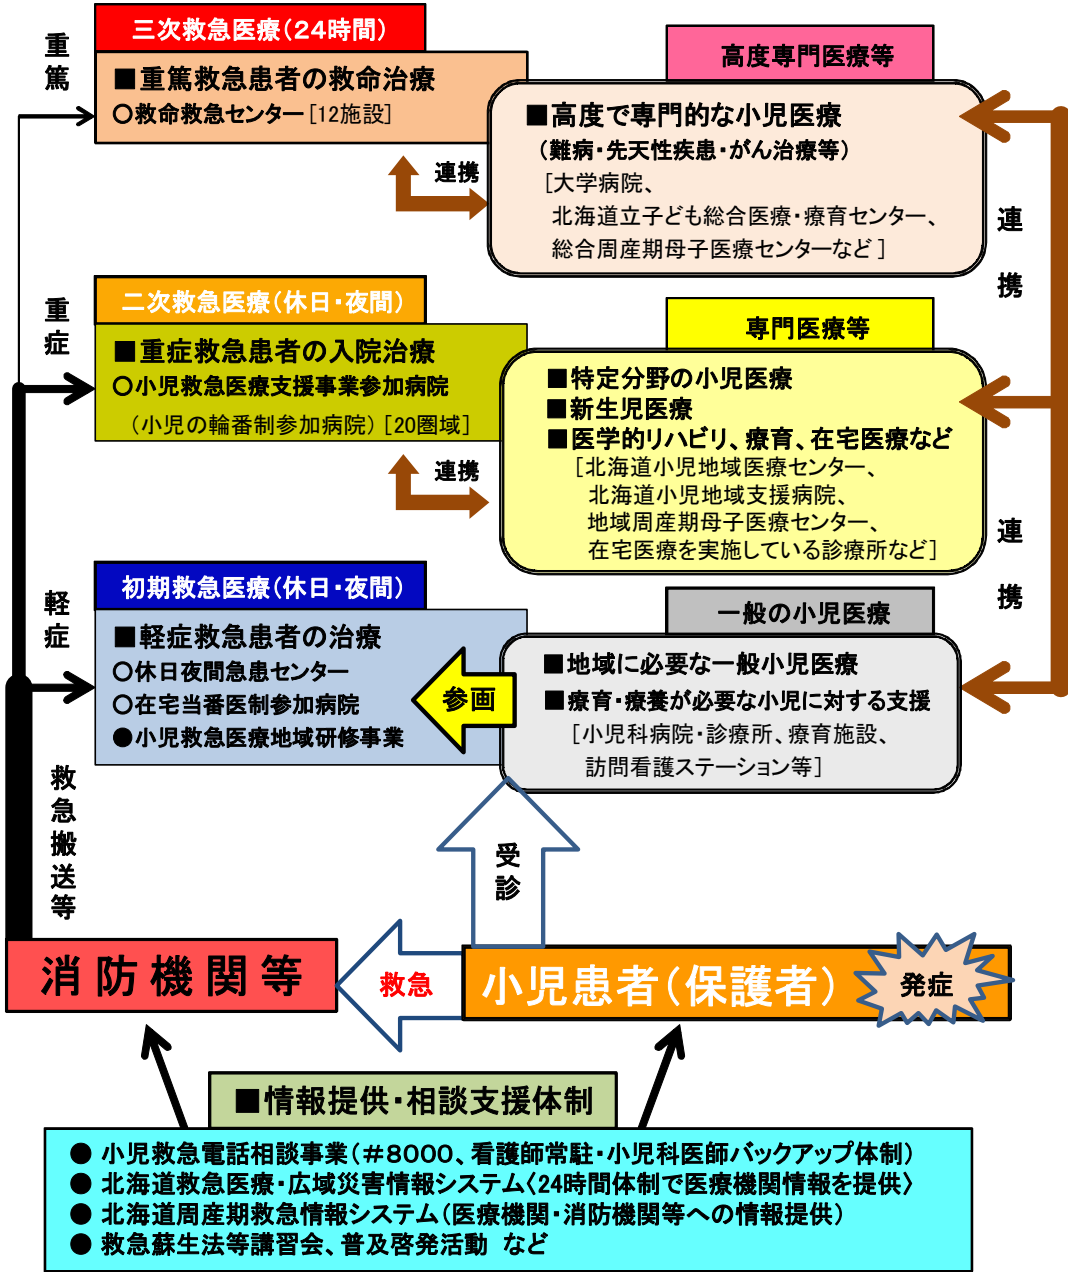 重篤
三次救急医療(24時間)
■重篤救急患者の救命治療
○救命救急センター[12施設]
連携
高度専門医療等
■高度で専門的な小児医療
(難病・先天性疾患・がん治療等)
[大学病院、
北海道立子ども総合医療・療育センター、
総合周産期母子医療センターなど]
連携
重症
二次救急医療(休日・夜間)
■重症救急患者の入院治療
○小児救急医療支援事業参加病院
(小児の輪番制参加病院)[20圏域]
連携
専門医療等
■特定分野の小児医療
■新生児医療
■医学的リハビリ、療育、在宅医療など
[北海道小児地域医療センター、
北海道小児地域支援病院、
地域周産期母子医療センター、
在宅医療を実施している診療所など]
連携
軽症
初期救急医療(休日・夜間)
■軽症救急患者の治療
○休日夜間急患センター
○在宅当番医制参加病院
●小児救急医療地域研修事業
参画
一般の小児医療
■地域に必要な一般小児医療
■療育・療養が必要な小児に対する支援
[小児科病院・診療所、療育施設、
訪問看護ステーション等]
救急搬送等
受診
消防機関等
救急
小児患者(保護者)
発症
■情報提供・相談支援体制
● 小児救急電話相談事業(#8000、看護師常駐・小児科医師バックアップ体制)
● 北海道救急医療・広域災害情報システム〈24時間体制で医療機関情報を提供〉
● 北海道周産期救急情報システム(医療機関・消防機関等への情報提供)
● 救急蘇生法等講習会、普及啓発活動 など